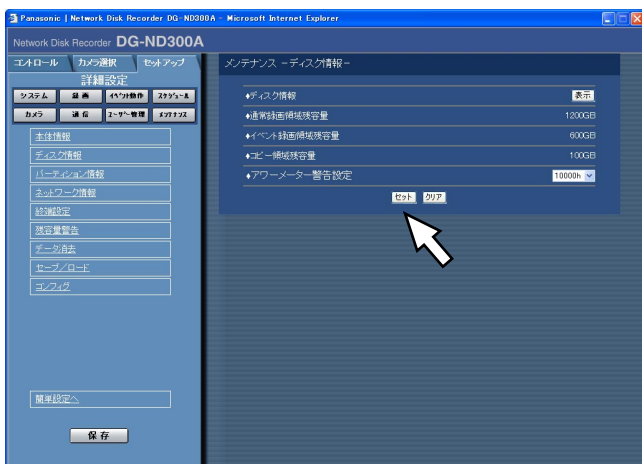 Panasonic | Network Disk Recorder DG-ND300A - Microsoft Internet Explorer
Network Disk Recorder DG-ND300A
コントロール カメラ選択 セットアップ
詳細設定
システム 録画 イベント動作 スケジュール
カメラ 通信 ユーザー管理 メンテナンス
本体情報
ディスク情報
パーティション情報
ネットワーク情報
終端設定
残容量警告
データ消去
セーブ／ロード
コンフィグ
簡単設定へ
保存
メンテナンス －ディスク情報－
♦ディスク情報 表示
♦通常録画領域残容量 1200GB
♦イベント録画領域残容量 600GB
♦コピー領域残容量 100GB
♦アワーメーター警告設定 10000h
セット クリア